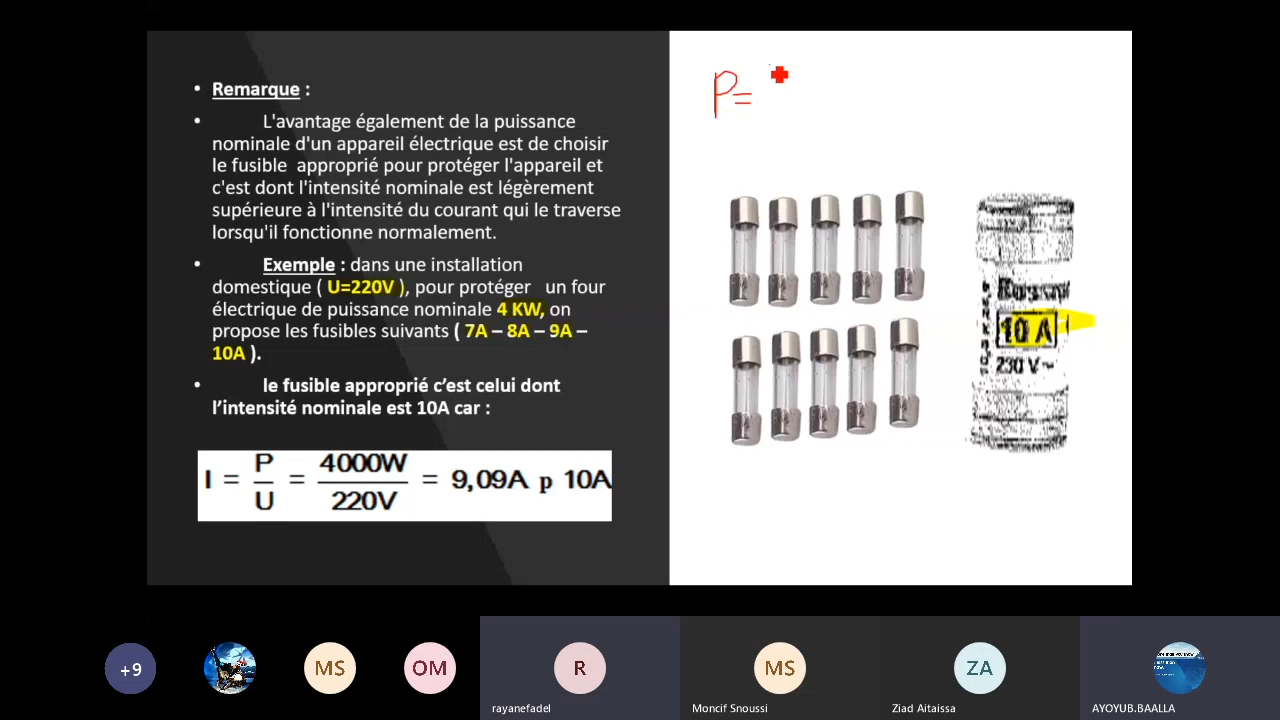 • Remarque :
• L'avantage également de la puissance
nominale d'un appareil électrique est de choisir
le fusible approprié pour protéger l'appareil et
c'est dont l'intensité nominale est légèrement
supérieure à l'intensité du courant qui le traverse
lorsqu'il fonctionne normalement.
• Exemple : dans une installation
domestique ( U=220V ), pour protéger un four
électrique de puissance nominale 4 KW, on
propose les fusibles suivants ( 7A – 8A – 9A –
10A ).
• le fusible approprié c’est celui dont
l’intensité nominale est 10A car :
I = P/U = 4000W/220V = 9,09A p 10A
P=
10 A
230 V~
+9
MS
OM
R
rayanefadel
MS
Moncif Snoussi
ZA
Ziad Aitaissa
AYOYUB.BAALLA